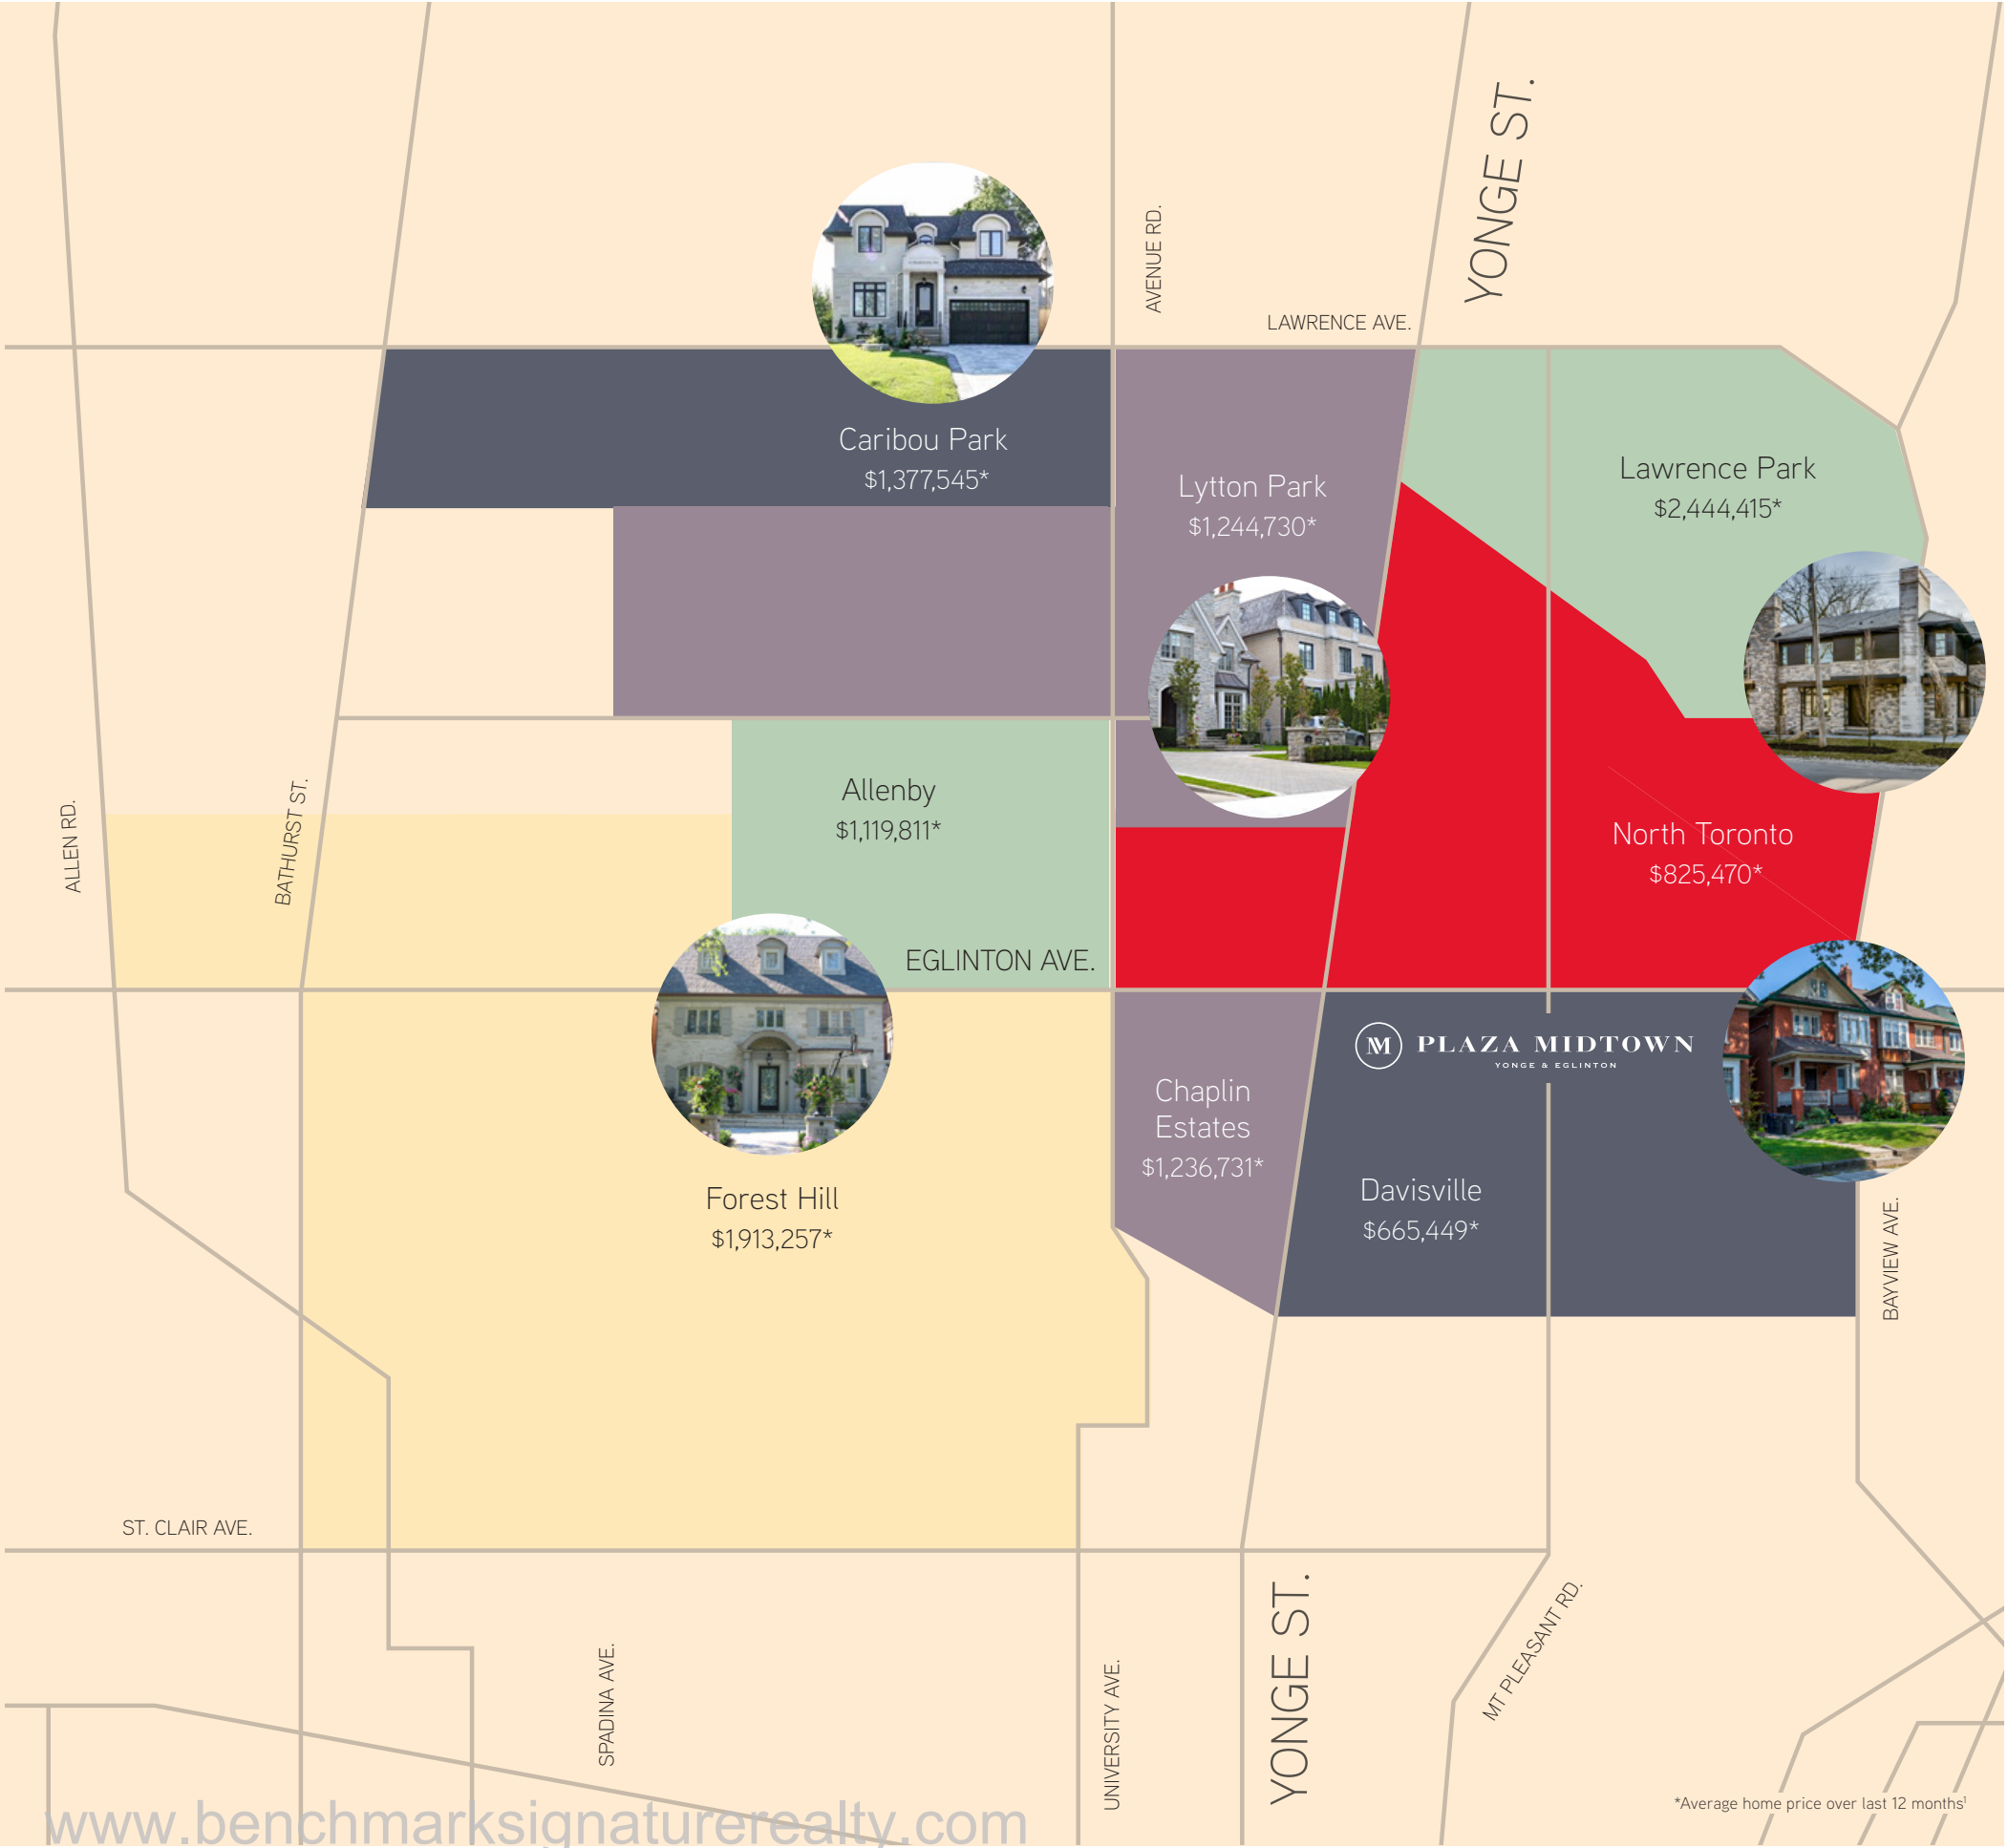 YONGE ST.
AVENUE RD.
LAWRENCE AVE.
Caribou Park
$1,377,545*
Lytton Park
$1,244,730*
Lawrence Park
$2,444,415*
ALLEN RD.
BATHURST ST.
Allenby
$1,119,811*
North Toronto
$825,470*
EGLINTON AVE.
M PLAZA MIDTOWN
YONGE & EGLINTON
Chaplin
Estates
$1,236,731*
Forest Hill
$1,913,257*
Davisville
$665,449*
BAYVIEW AVE.
ST. CLAIR AVE.
SPADINA AVE.
UNIVERSITY AVE.
YONGE ST.
MT PLEASANT RD.
*Average home price over last 12 months¹
www.benchmarksignaturerealty.com